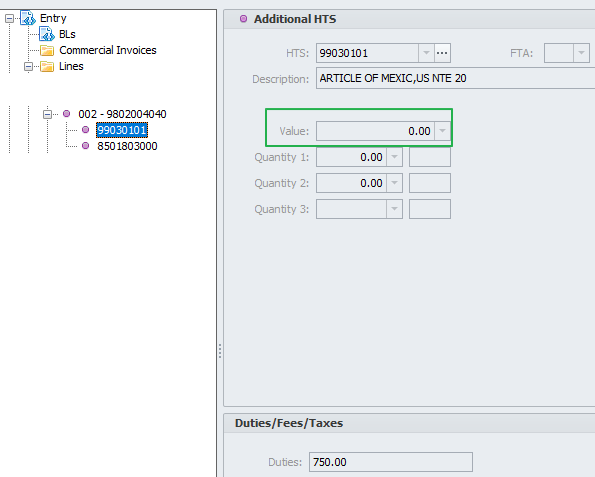 Entry
BLs
Commercial Invoices
Lines
002 - 9802004040
99030101
8501803000
Additional HTS
HTS: 99030101 ... FTA:
Description: ARTICLE OF MEXIC,US NTE 20
Value: 0.00
Quantity 1: 0.00
Quantity 2: 0.00
Quantity 3:
Duties/Fees/Taxes
Duties: 750.00